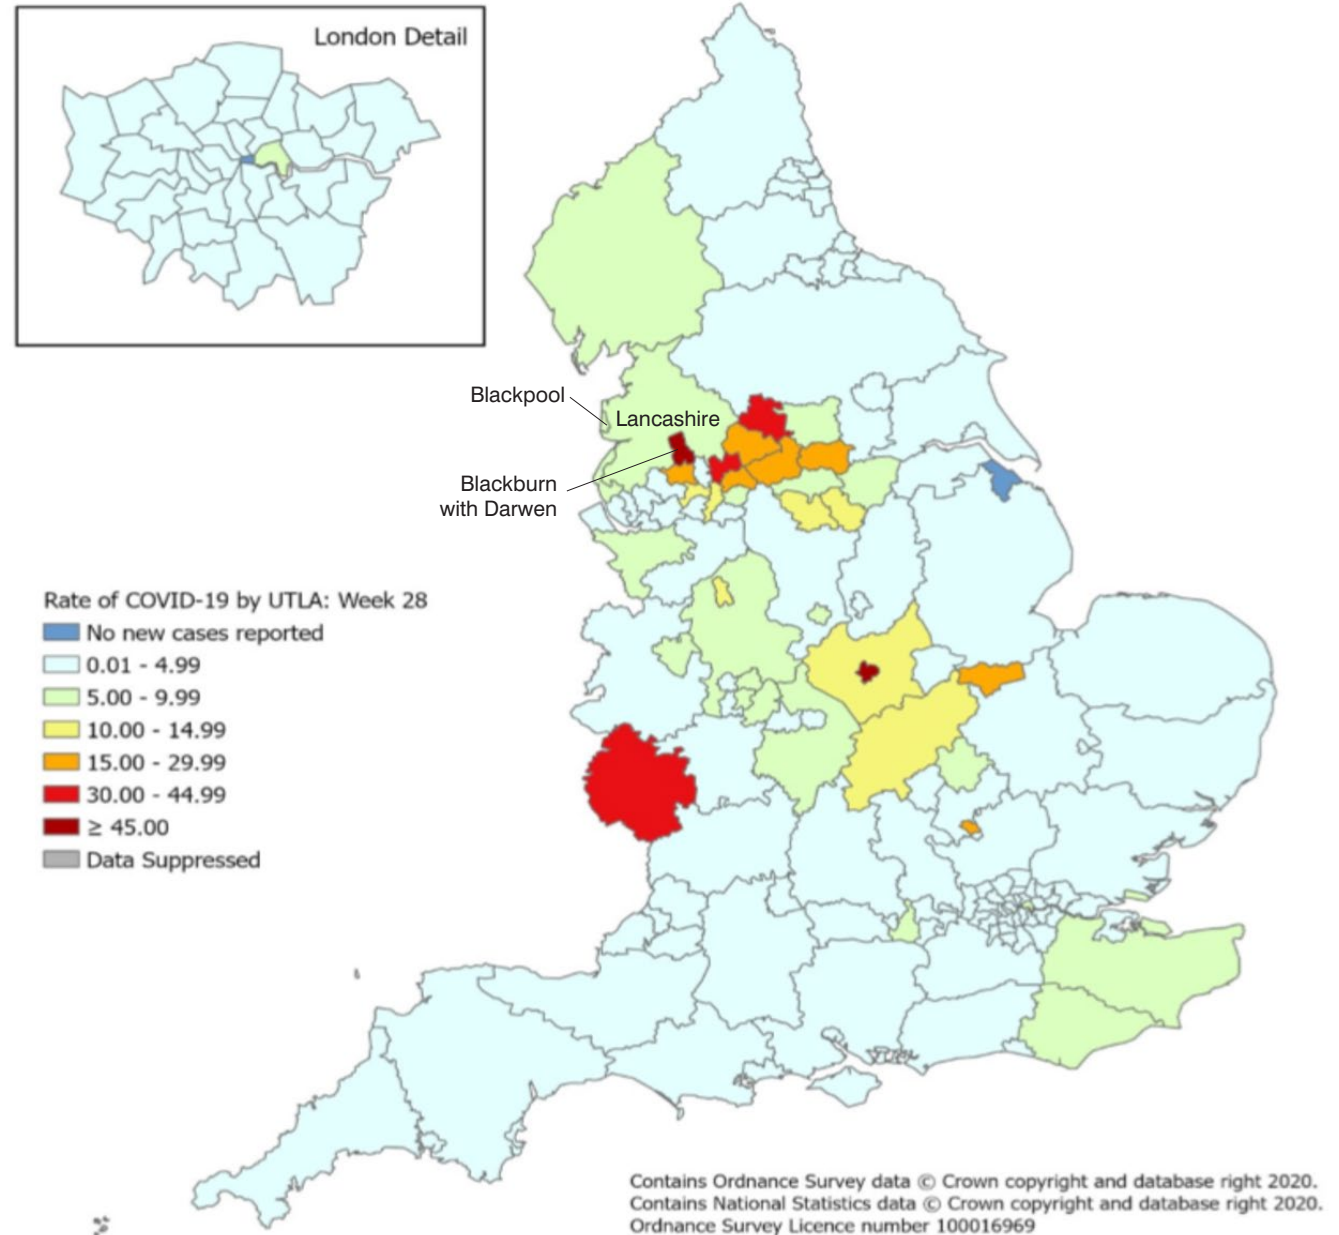 London Detail
Blackpool
Lancashire
Blackburn
with Darwen
Rate of COVID-19 by UTLA: Week 28
No new cases reported
0.01 - 4.99
5.00 - 9.99
10.00 - 14.99
15.00 - 29.99
30.00 - 44.99
≥ 45.00
Data Suppressed
Contains Ordnance Survey data © Crown copyright and database right 2020.
Contains National Statistics data © Crown copyright and database right 2020.
Ordnance Survey Licence number 100016969